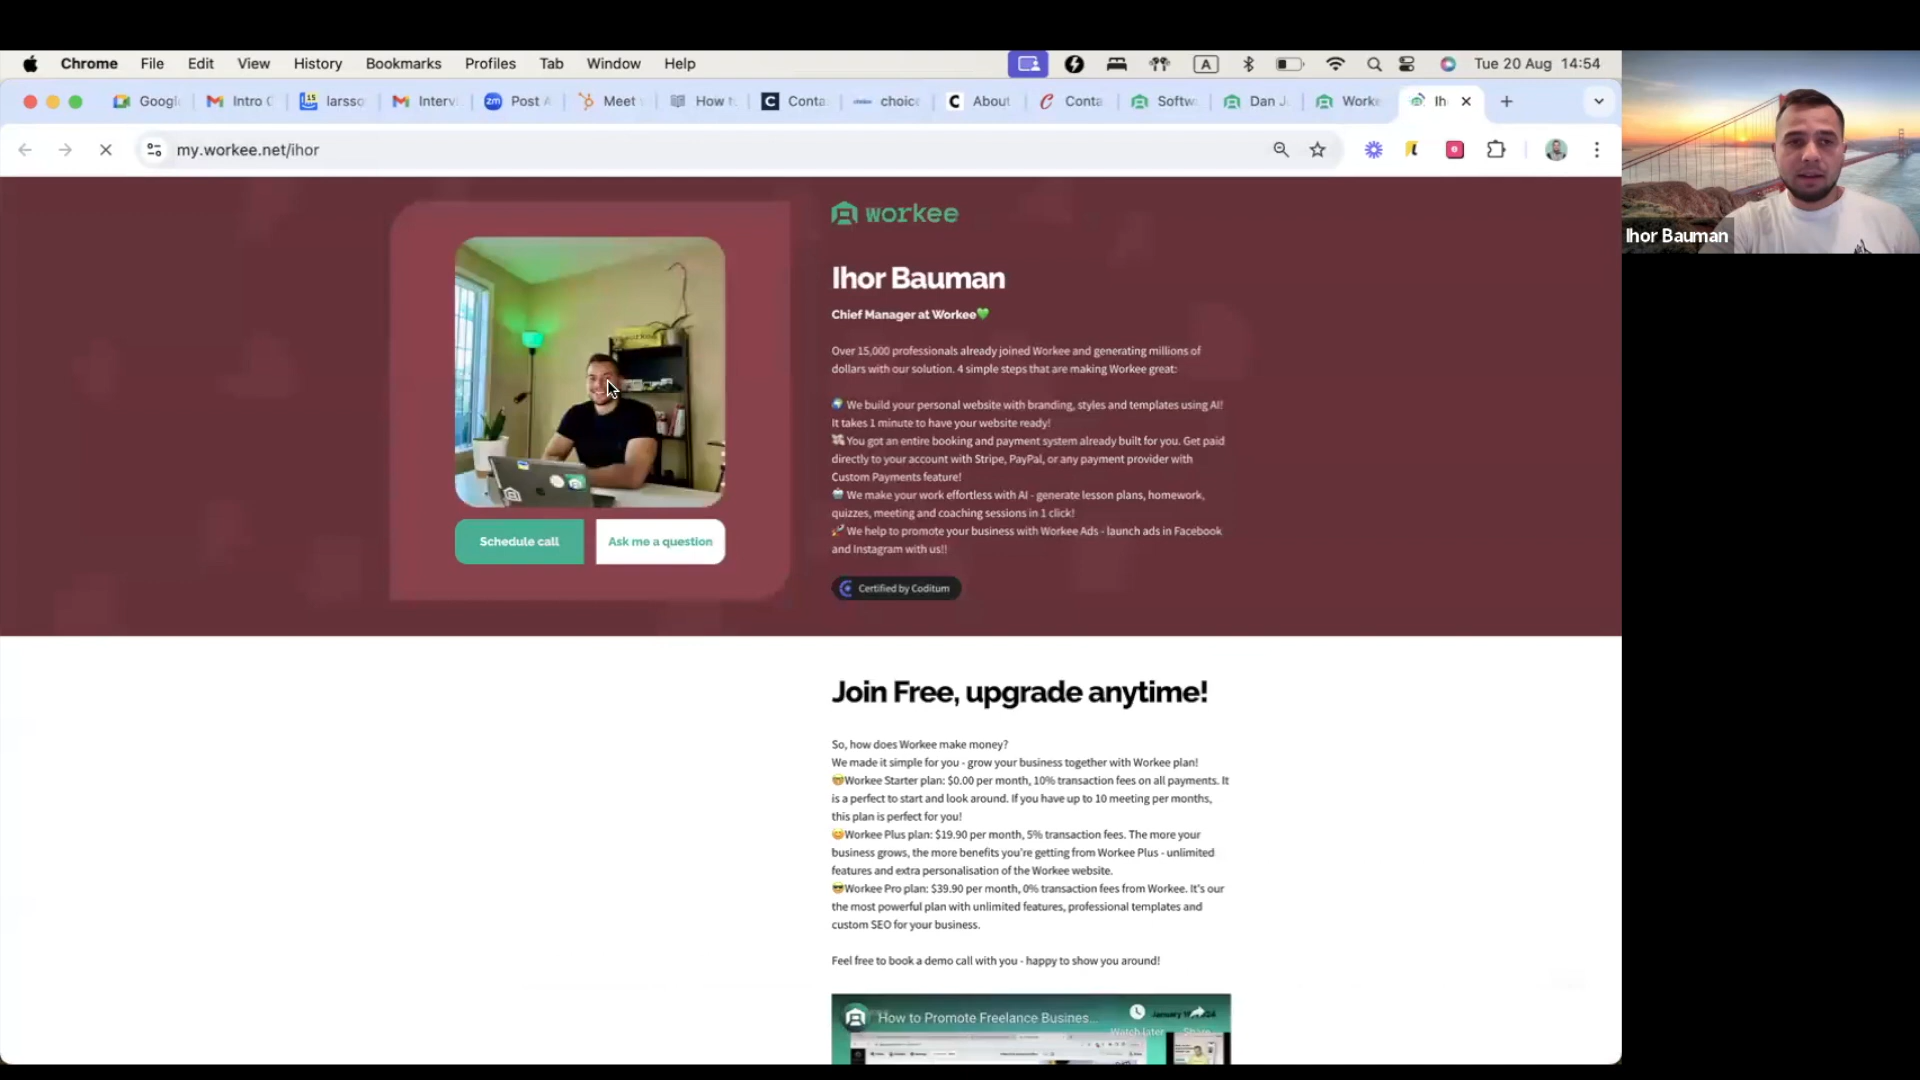 Chrome File Edit View History Bookmarks Profiles Tab Window Help A Tue 20 Aug 14:54
Googl Intro larsso Interv Post Meet How t Conta choic About Conta Softw Dan J Worke Ih
my.workee.net/ihor
workee
Ihor Bauman
Chief Manager at Workee💚
Over 15,000 professionals already joined Workee and generating millions of
dollars with our solution. 4 simple steps that are making Workee great:
We build your personal website with branding, styles and templates using AI!
It takes 1 minute to have your website ready!
You got an entire booking and payment system already built for you. Get paid
directly to your account with Stripe, PayPal, or any payment provider with
Custom Payments feature!
We make your work effortless with AI - generate lesson plans, homework,
quizzes, meeting and coaching sessions in 1 click!
We help to promote your business with Workee Ads - launch ads in Facebook
and Instagram with us!!
Certified by Coditum
Schedule call
Ask me a question
Join Free, upgrade anytime!
So, how does Workee make money?
We made it simple for you - grow your business together with Workee plan!
Workee Starter plan: $0.00 per month, 10% transaction fees on all payments. It
is a perfect to start and look around. If you have up to 10 meeting per months,
this plan is perfect for you!
Workee Plus plan: $19.90 per month, 5% transaction fees. The more your
business grows, the more benefits you're getting from Workee Plus - unlimited
features and extra personalisation of the Workee website.
Workee Pro plan: $39.90 per month, 0% transaction fees from Workee. It's our
the most powerful plan with unlimited features, professional templates and
custom SEO for your business.
Feel free to book a demo call with you - happy to show you around!
How to Promote Freelance Busines...
Watch later Share
Ihor Bauman